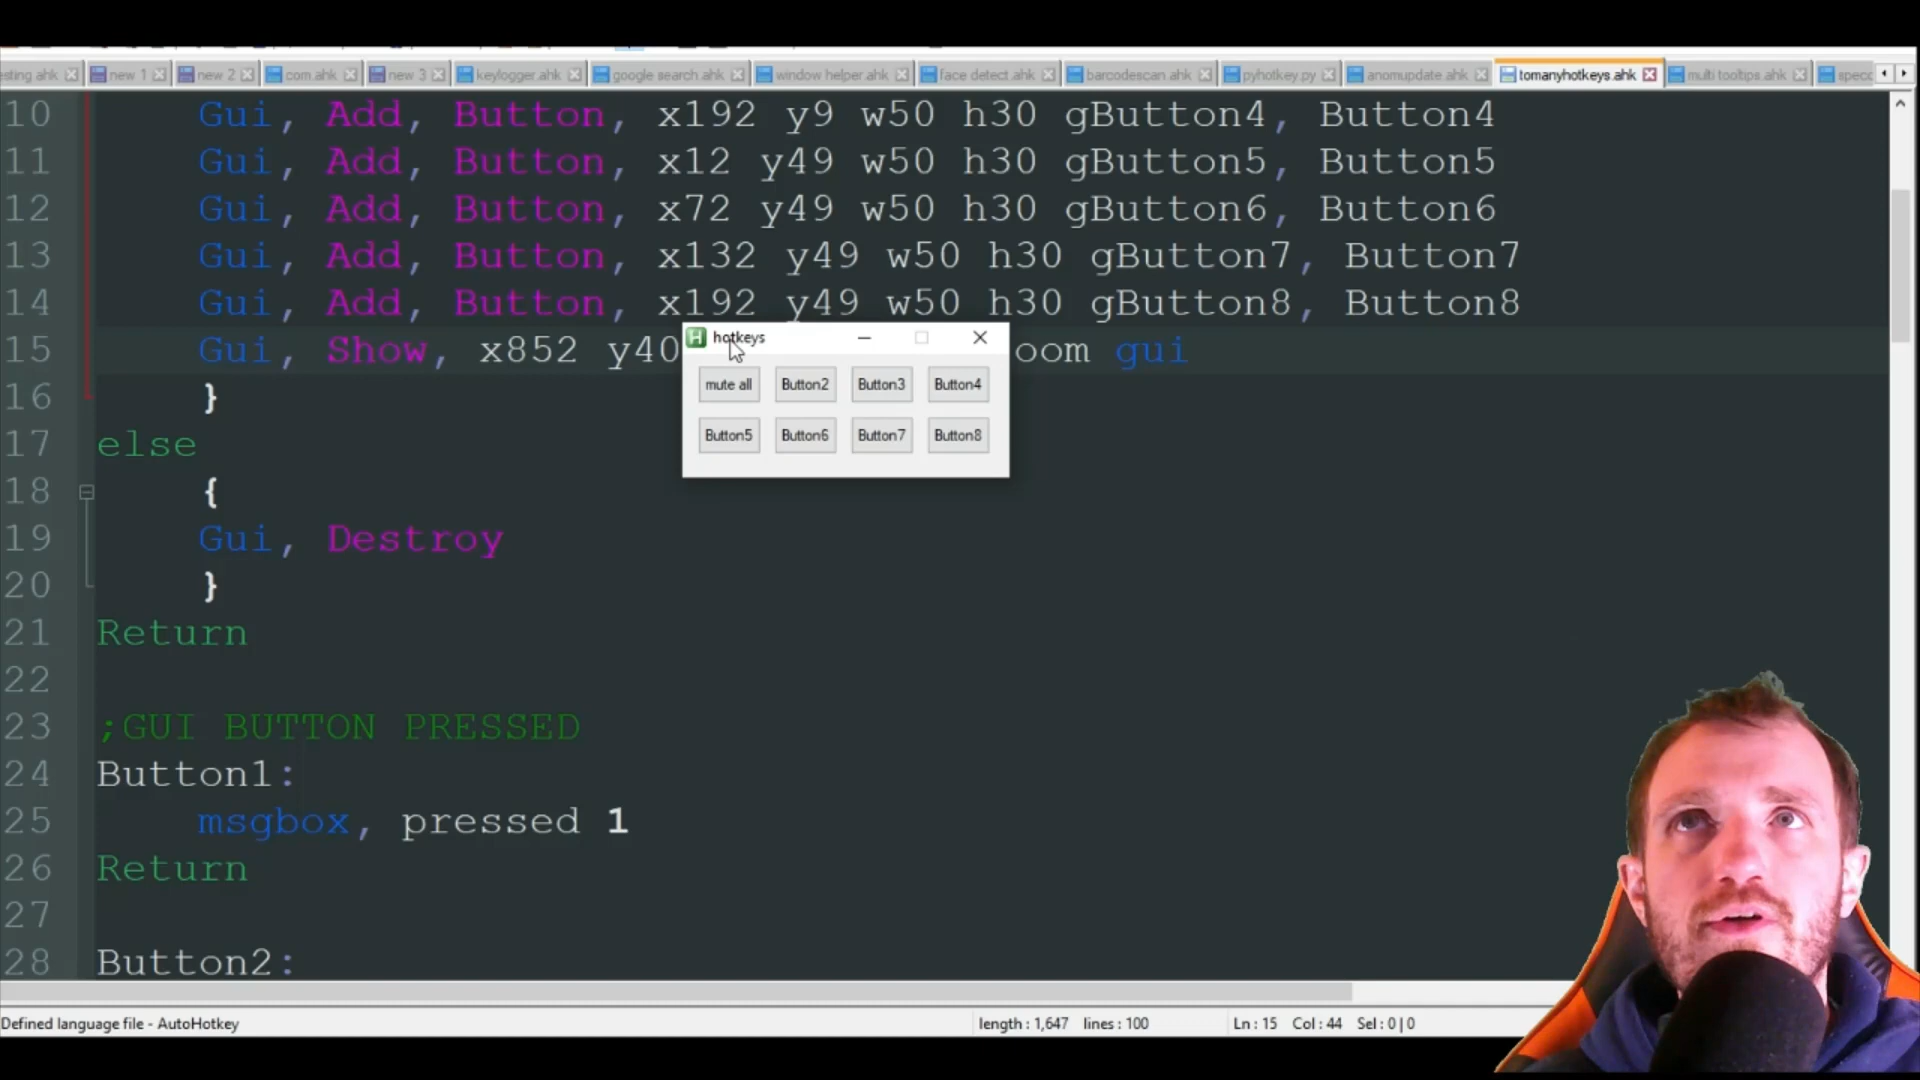 esting.ahk new 1 new 2 com.ahk new 3 keylogger.ahk google search.ahk window helper.ahk face detect.ahk barcodescan.ahk pyhotkey.py anomupdate.ahk tomanyhotkeys.ahk multi tooltips.ahk specc
10 Gui, Add, Button, x192 y9 w50 h30 gButton4, Button4
11 Gui, Add, Button, x12 y49 w50 h30 gButton5, Button5
12 Gui, Add, Button, x72 y49 w50 h30 gButton6, Button6
13 Gui, Add, Button, x132 y49 w50 h30 gButton7, Button7
14 Gui, Add, Button, x192 y49 w50 h30 gButton8, Button8
15 Gui, Show, x852 y40 oom gui
hotkeys
mute all Button2 Button3 Button4
Button5 Button6 Button7 Button8
16 }
17 else
18 {
19 Gui, Destroy
20 }
21 Return
22
23 ;GUI BUTTON PRESSED
24 Button1:
25 msgbox, pressed 1
26 Return
27
28 Button2:
Defined language file - AutoHotkey length : 1,647 lines : 100 Ln : 15 Col : 44 Sel : 0 | 0